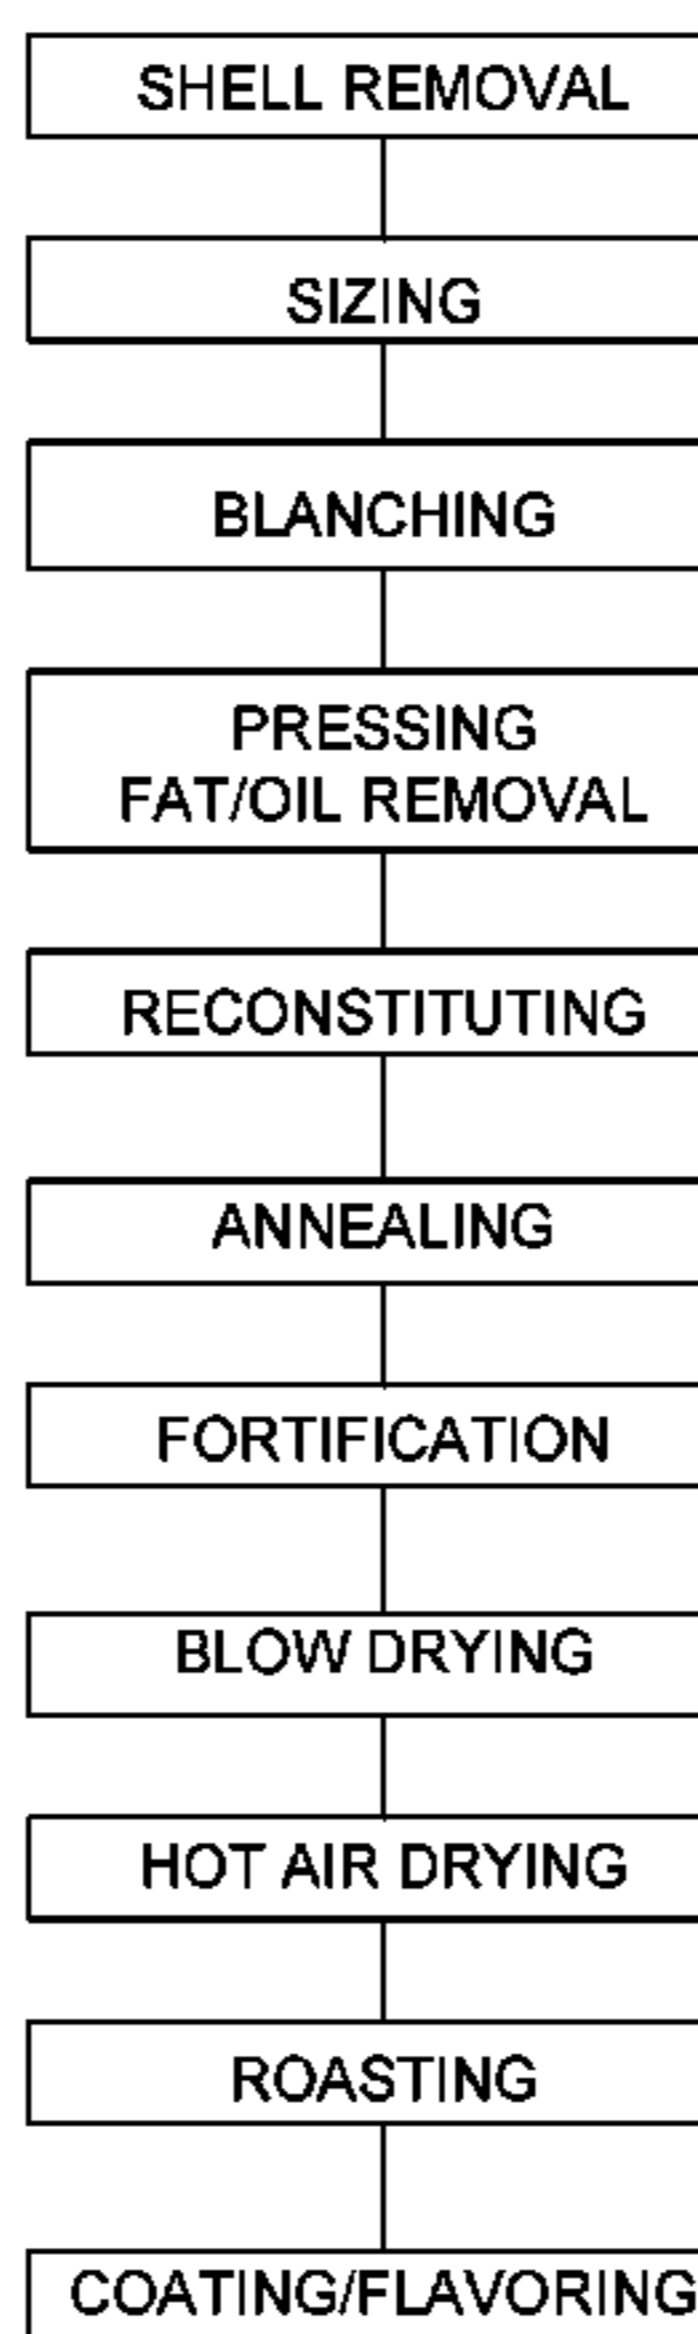 SHELL REMOVAL
SIZING
BLANCHING
PRESSING
FAT/OIL REMOVAL
RECONSTITUTING
ANNEALING
FORTIFICATION
BLOW DRYING
HOT AIR DRYING
ROASTING
COATING/FLAVORING